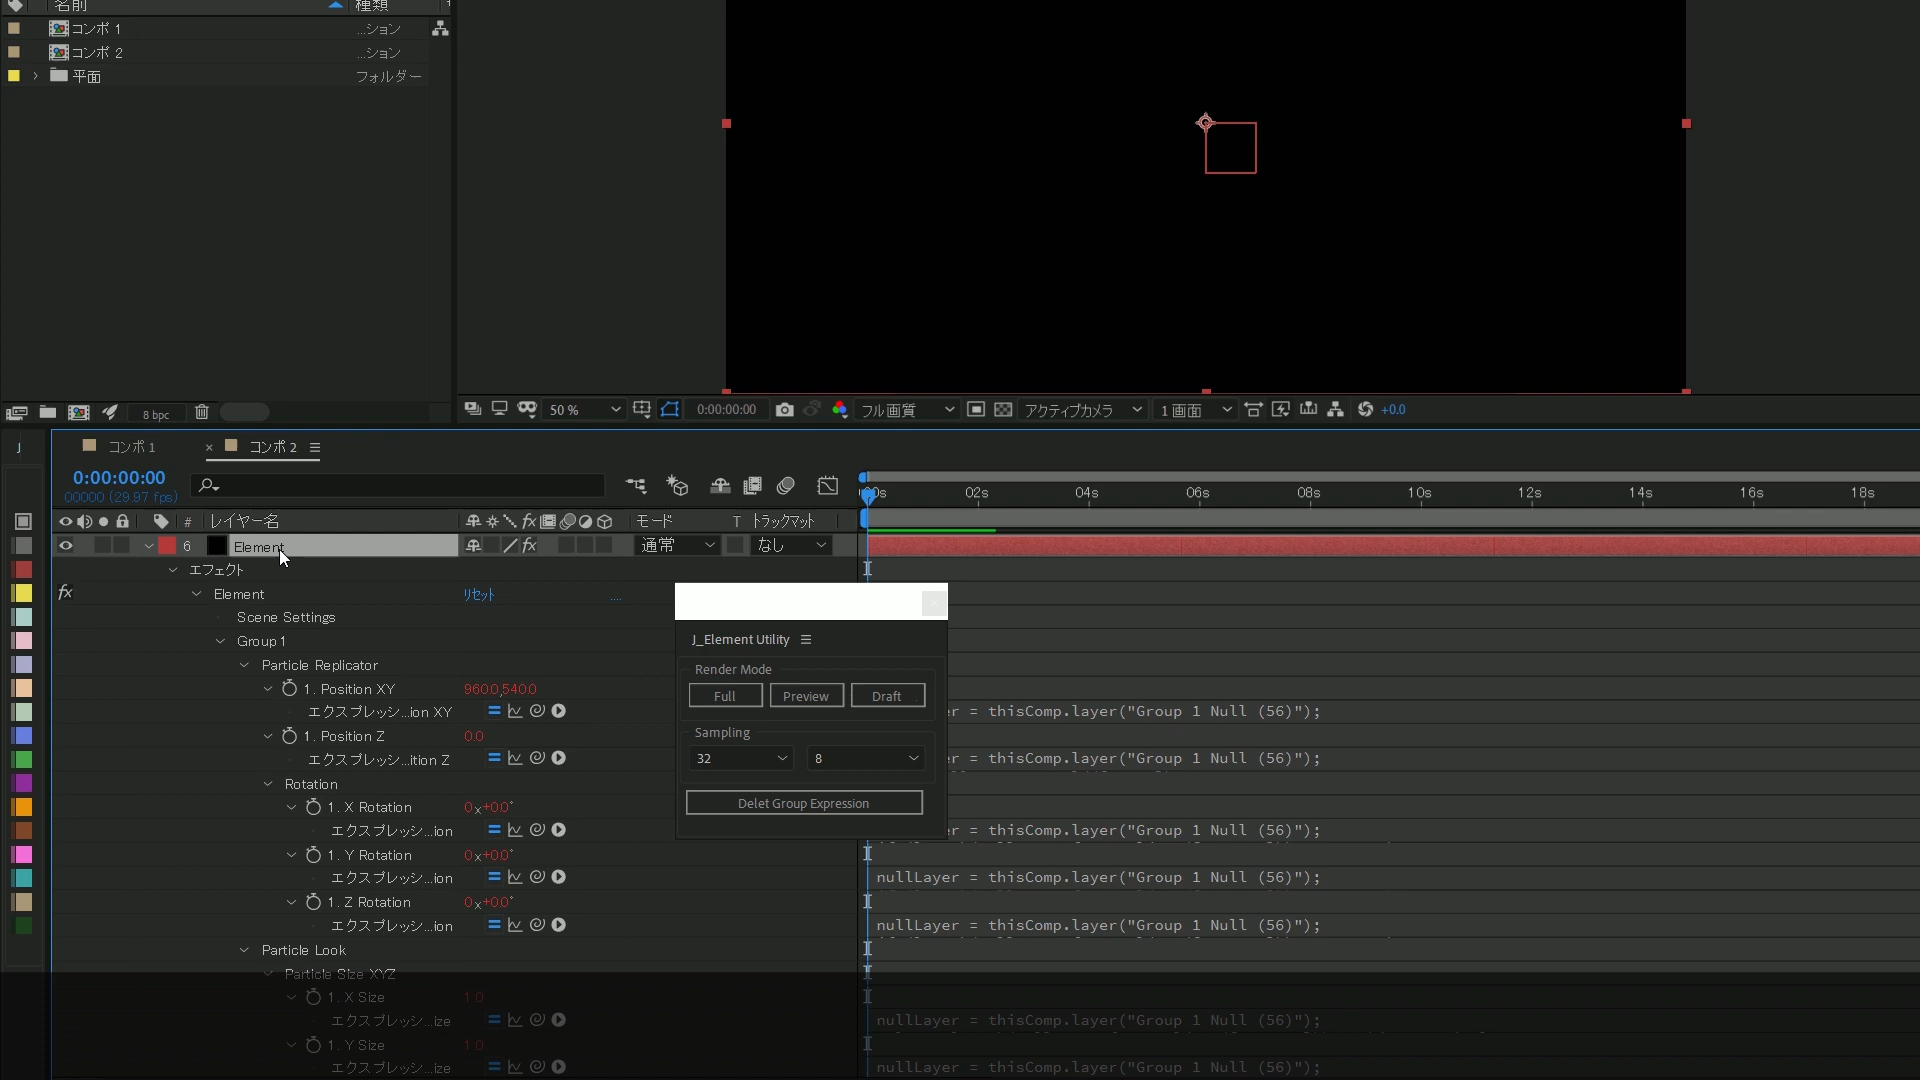 名前 種類
コンポ 1 ...ション
コンポ 2 ...ション
平面 フォルダー
8 bpc
50 %
0:00:00:00
フル画質
アクティブカメラ
1画面
+0.0
J
コンポ 1
× コンポ 2
0:00:00:00
00000 (29.97 fps)
02s 04s 06s 08s 10s 12s 14s 16s 18s
# レイヤー名 fx モード T トラックマット
6 Element fx 通常 なし
エフェクト
fx Element リセット ....
Scene Settings
Group 1
J_Element Utility
Particle Replicator
Render Mode
1. Position XY 960.0,540.0
Full Preview Draft
エクスプレッシ...ion XY
r = thisComp.layer("Group 1 Null (56)");
1. Position Z 0.0
Sampling
エクスプレッシ...ition Z
32 8
r = thisComp.layer("Group 1 Null (56)");
Rotation
1. X Rotation 0x+0.0°
Delet Group Expression
エクスプレッシ...ion
r = thisComp.layer("Group 1 Null (56)");
1. Y Rotation 0x+0.0°
エクスプレッシ...ion
nullLayer = thisComp.layer("Group 1 Null (56)");
1. Z Rotation 0x+0.0°
エクスプレッシ...ion
nullLayer = thisComp.layer("Group 1 Null (56)");
Particle Look
Particle Size XYZ
1. X Size 1.0
エクスプレッシ...ize
nullLayer = thisComp.layer("Group 1 Null (56)");
1. Y Size 1.0
エクスプレッシ...ize
nullLayer = thisComp.layer("Group 1 Null (56)");